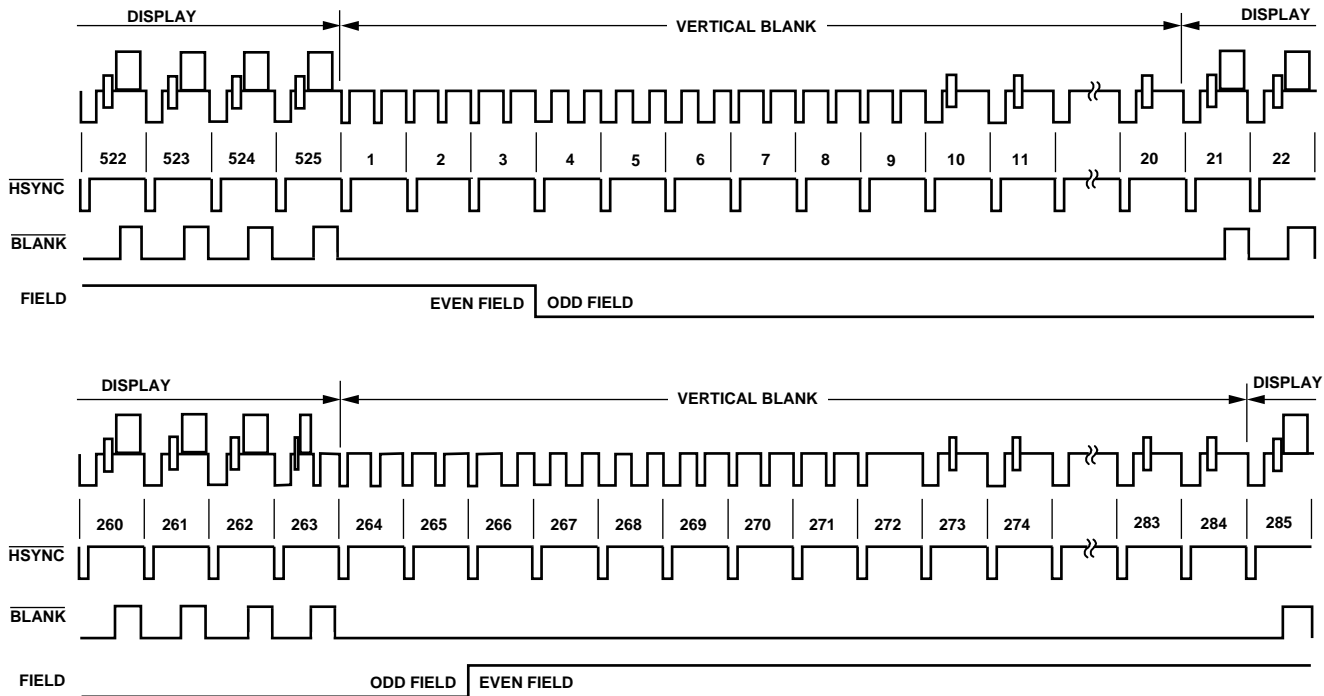 DISPLAY VERTICAL BLANK DISPLAY
522 523 524 525 1 2 3 4 5 6 7 8 9 10 11 20 21 22
HSYNC
BLANK
FIELD EVEN FIELD ODD FIELD
DISPLAY VERTICAL BLANK DISPLAY
260 261 262 263 264 265 266 267 268 269 270 271 272 273 274 283 284 285
HSYNC
BLANK
FIELD ODD FIELD EVEN FIELD